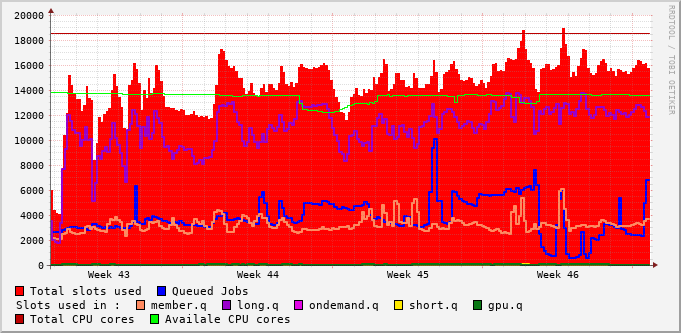 20000
18000
16000
14000
12000
10000
8000
6000
4000
2000
0
Week 43 Week 44 Week 45 Week 46
RRDTOOL / TOBI OETIKER
Total slots used Queued Jobs
Slots used in : member.q long.q ondemand.q short.q gpu.q
Total CPU cores Availale CPU cores